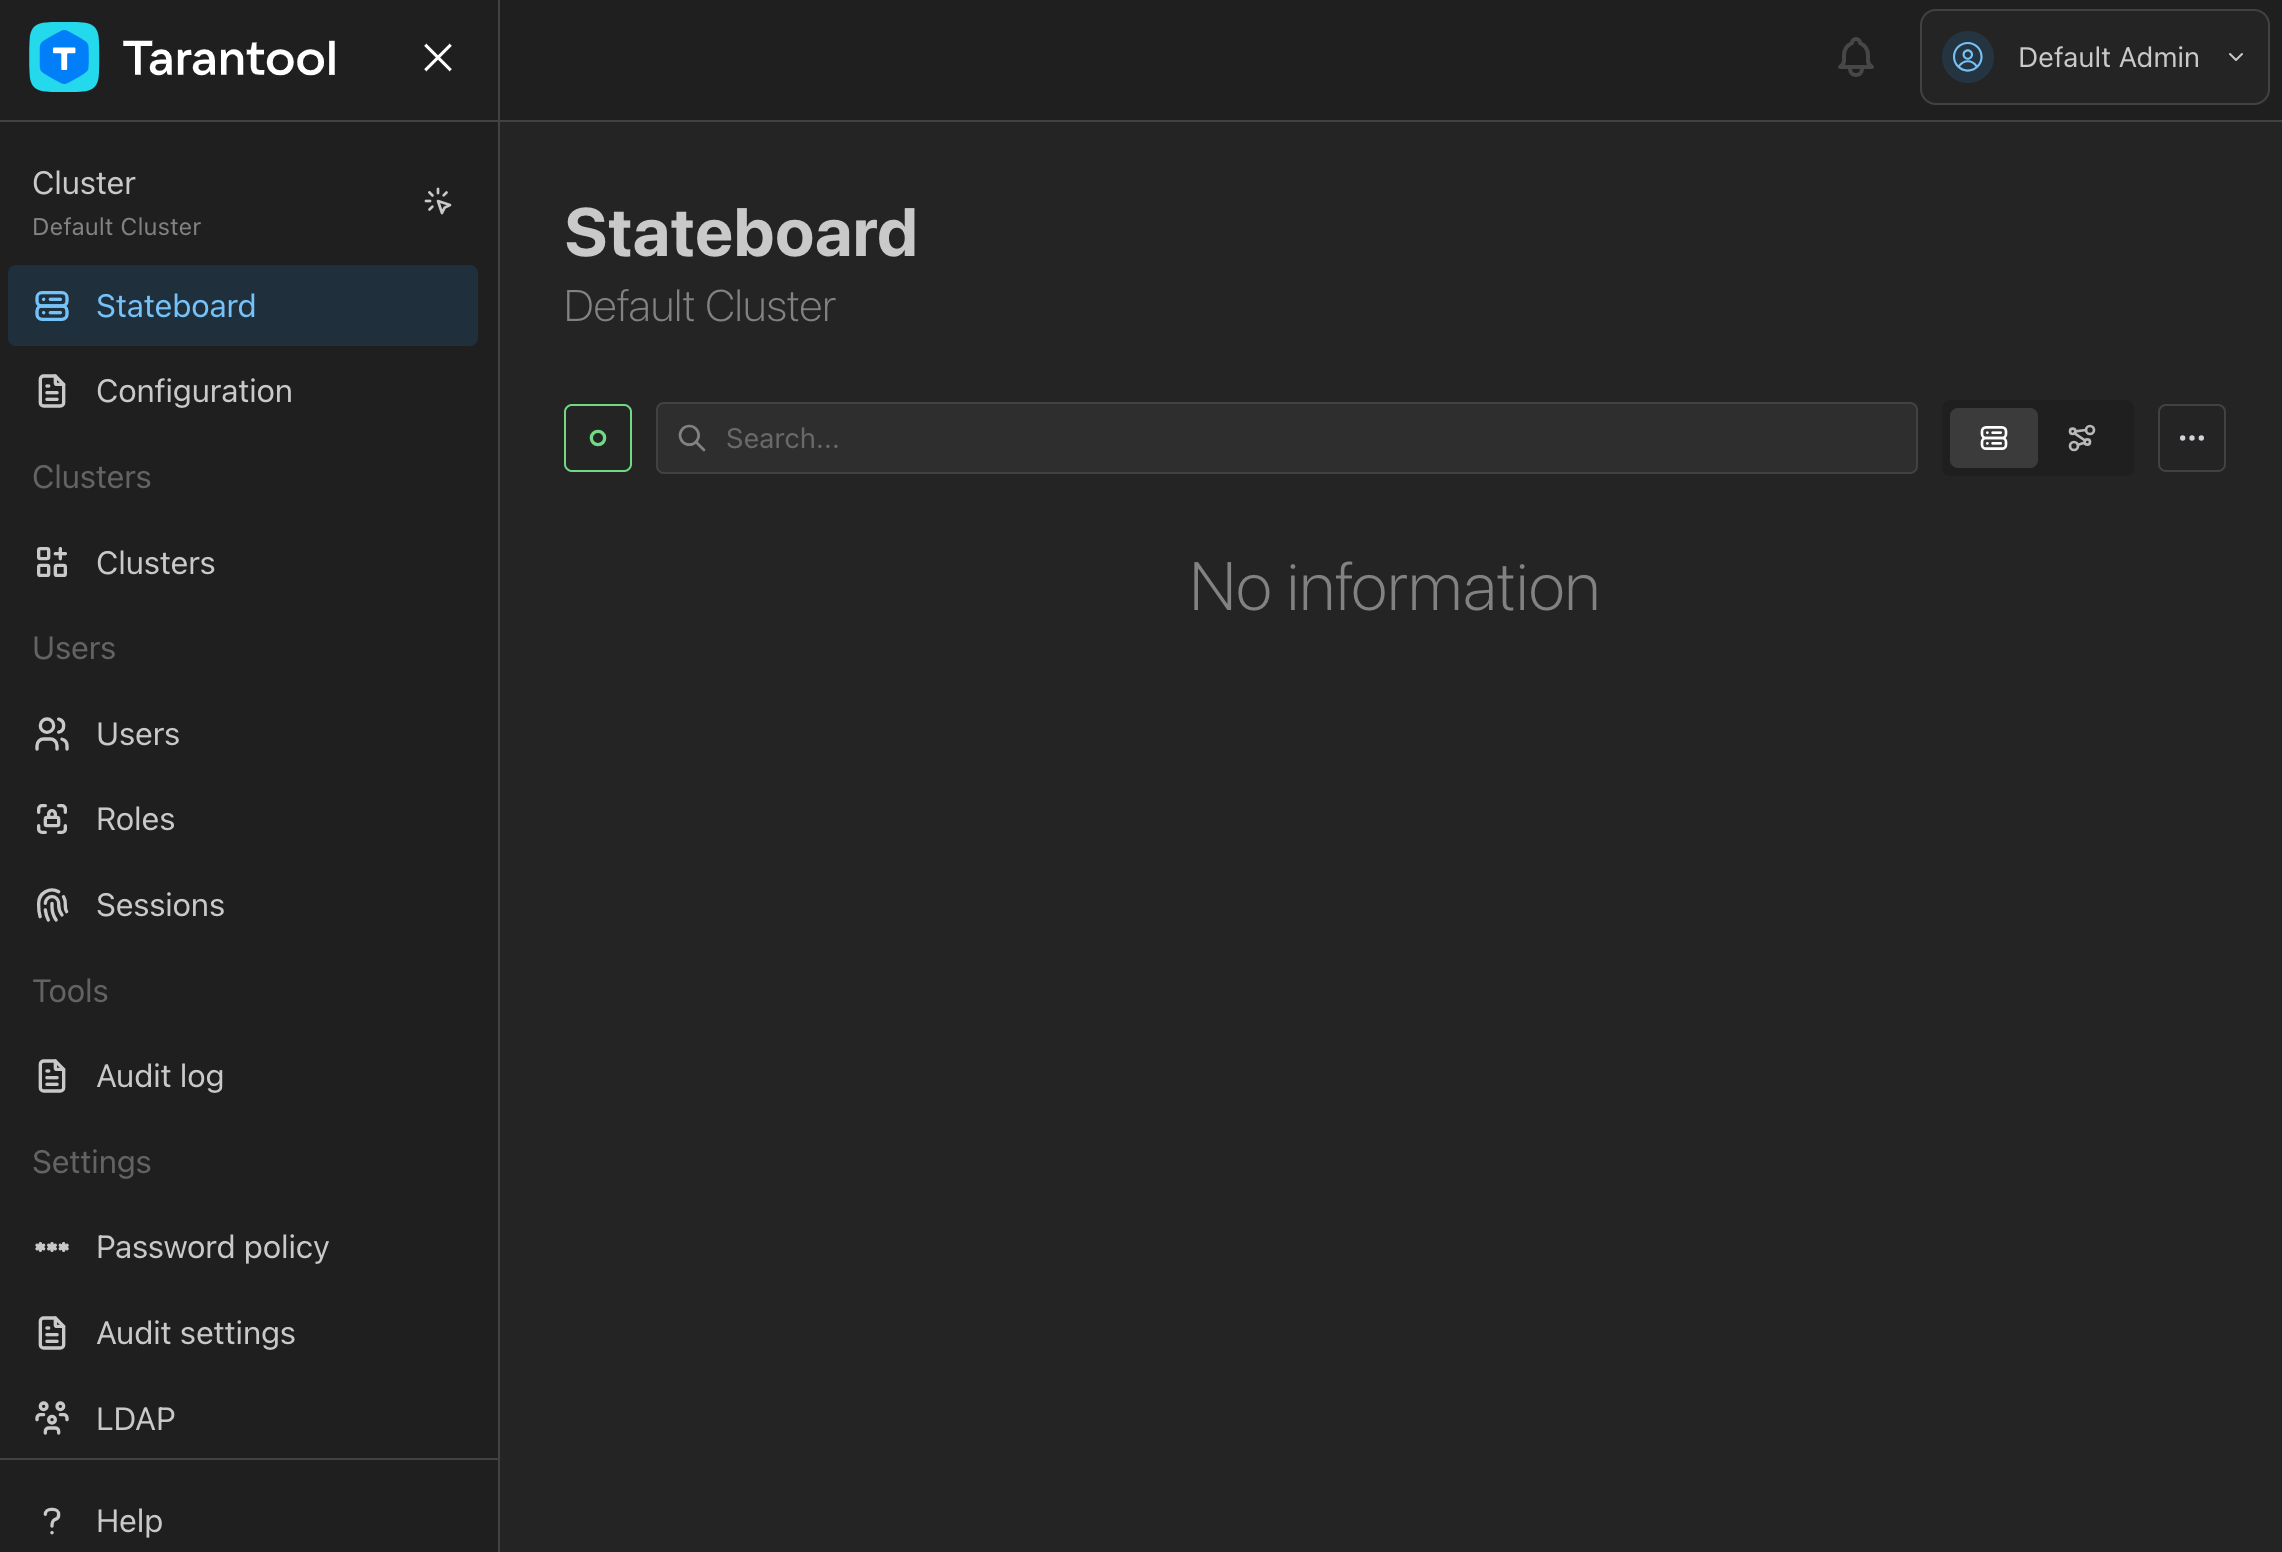 Tarantool
Default Admin
Cluster
Default Cluster
Stateboard
Configuration
Clusters
Clusters
Users
Users
Roles
Sessions
Tools
Audit log
Settings
Password policy
Audit settings
LDAP
Help
Stateboard
Default Cluster
Search...
No information